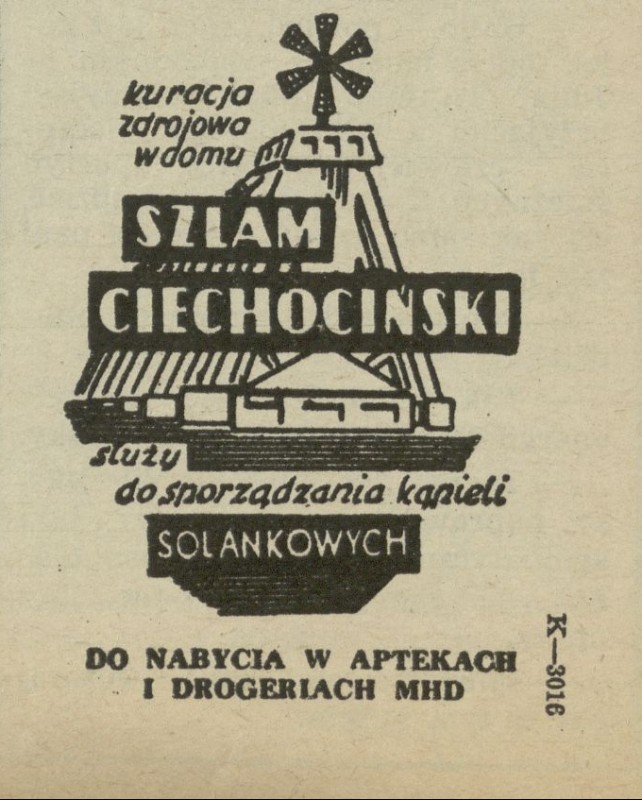 kuracja
zdrojowa
w domu
SZLAM
CIECHOCIŃSKI
służy
do sporządzania kąpieli
SOLANKOWYCH
DO NABYCIA W APTEKACH
I DROGERIACH MHD
K—3016